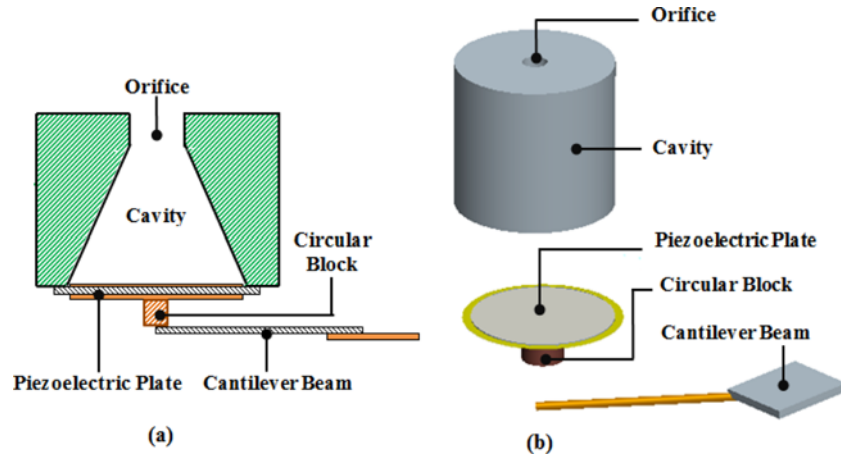 Orifice
Cavity
Circular
Block
Piezoelectric Plate
Cantilever Beam
(a)
Orifice
Cavity
Piezoelectric Plate
Circular Block
Cantilever
Beam
(b)